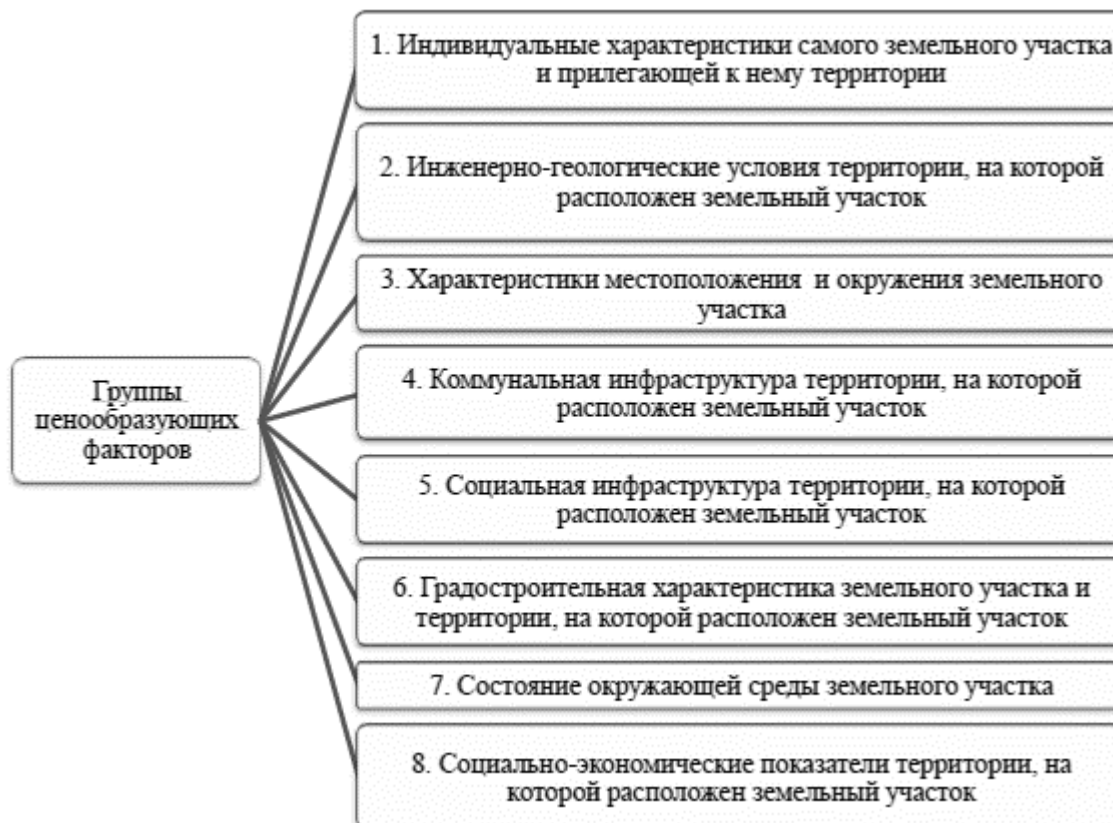 1. Индивидуальные характеристики самого земельного участка
и прилегающей к нему территории
2. Инженерно-геологические условия территории, на которой
расположен земельный участок
3. Характеристики местоположения и окружения земельного
участка
Группы
ценообразующих
факторов
4. Коммунальная инфраструктура территории, на которой
расположен земельный участок
5. Социальная инфраструктура территории, на которой
расположен земельный участок
6. Градостроительная характеристика земельного участка и
территории, на которой расположен земельный участок
7. Состояние окружающей среды земельного участка
8. Социально-экономические показатели территории, на
которой расположен земельный участок